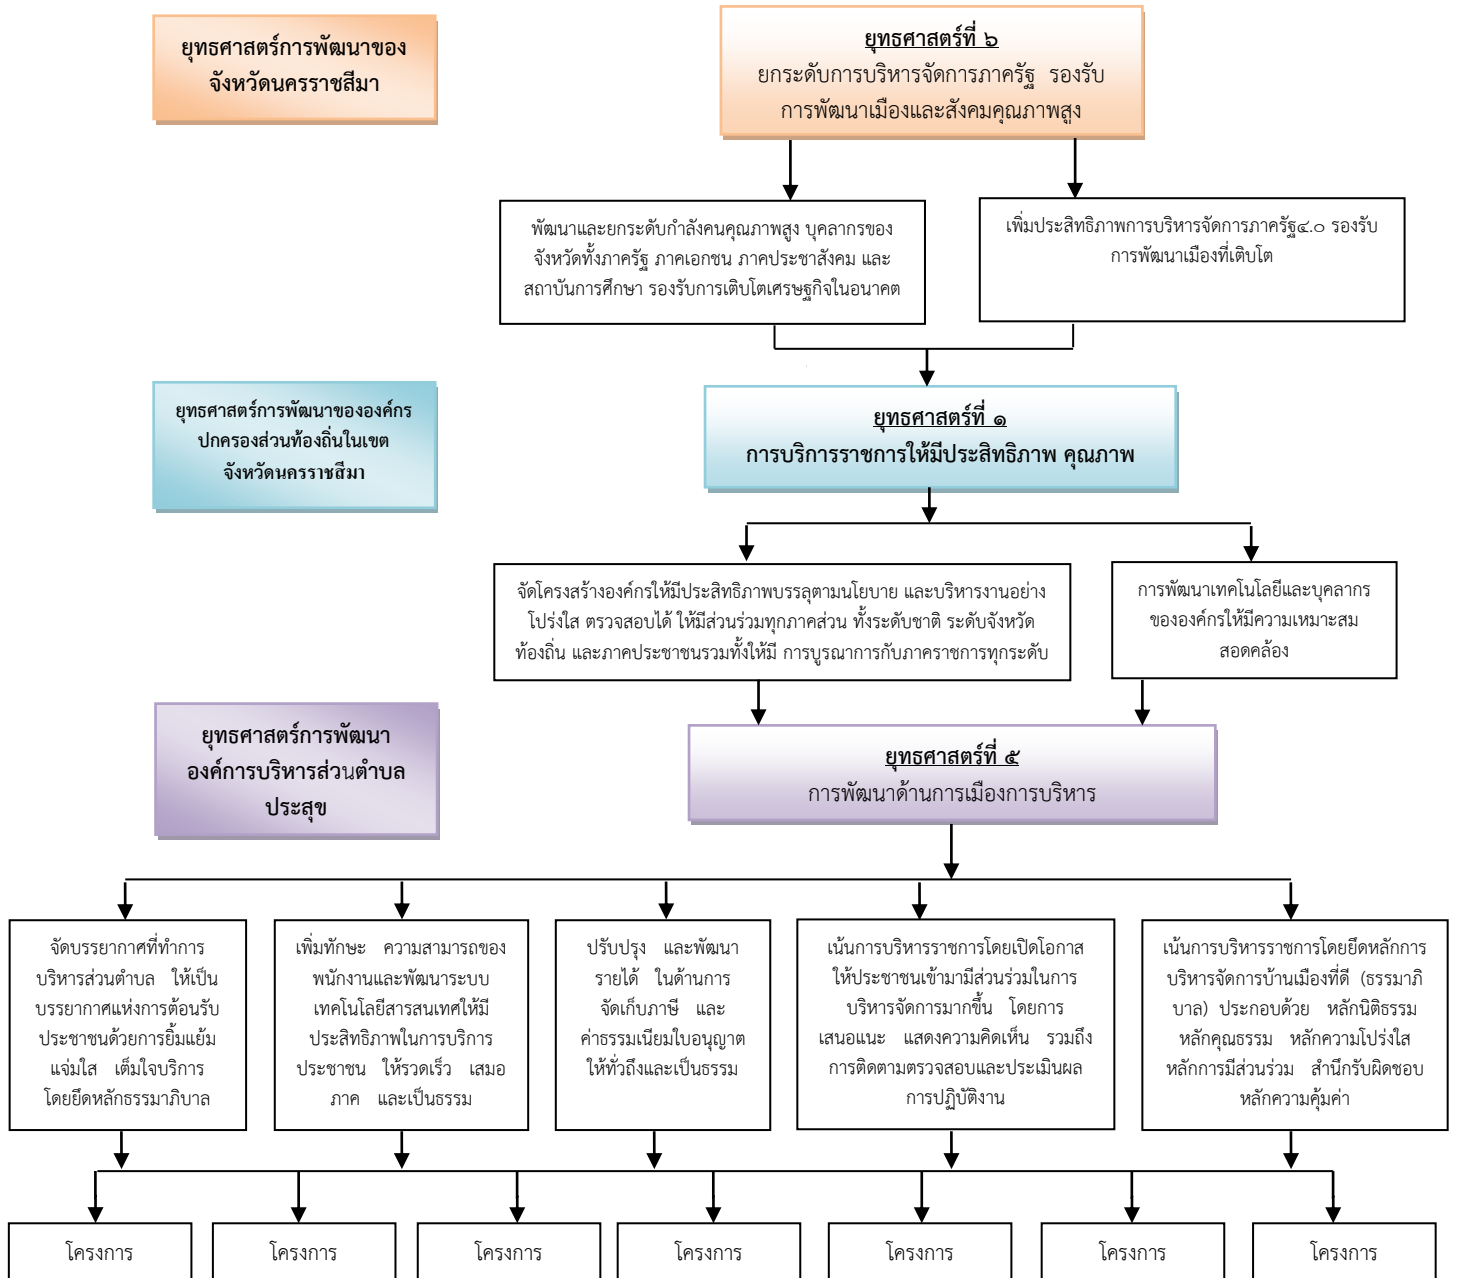 ยุทธศาสตร์การพัฒนาของ
จังหวัดนครราชสีมา
ยุทธศาสตร์ที่ ๖
ยกระดับการบริหารจัดการภาครัฐ รองรับ
การพัฒนาเมืองและสังคมคุณภาพสูง
พัฒนาและยกระดับกำลังคนคุณภาพสูง บุคลากรของ
จังหวัดทั้งภาครัฐ ภาคเอกชน ภาคประชาสังคม และ
สถาบันการศึกษา รองรับการเติบโตเศรษฐกิจในอนาคต
เพิ่มประสิทธิภาพการบริหารจัดการภาครัฐ๔.๐ รองรับ
การพัฒนาเมืองที่เติบโต
ยุทธศาสตร์การพัฒนาขององค์กร
ปกครองส่วนท้องถิ่นในเขต
จังหวัดนครราชสีมา
ยุทธศาสตร์ที่ ๑
การบริการราชการให้มีประสิทธิภาพ คุณภาพ
จัดโครงสร้างองค์กรให้มีประสิทธิภาพบรรลุตามนโยบาย และบริหารงานอย่าง
โปร่งใส ตรวจสอบได้ ให้มีส่วนร่วมทุกภาคส่วน ทั้งระดับชาติ ระดับจังหวัด
ท้องถิ่น และภาคประชาชนรวมทั้งให้มี การบูรณาการกับภาคราชการทุกระดับ
การพัฒนาเทคโนโลยีและบุคลากร
ขององค์กรให้มีความเหมาะสม
สอดคล้อง
ยุทธศาสตร์การพัฒนา
องค์การบริหารส่วนตำบล
ประสุข
ยุทธศาสตร์ที่ ๕
การพัฒนาด้านการเมืองการบริหาร
จัดบรรยากาศที่ทำการ
บริหารส่วนตำบล ให้เป็น
บรรยากาศแห่งการต้อนรับ
ประชาชนด้วยการยิ้มแย้ม
แจ่มใส เต็มใจบริการ
โดยยึดหลักธรรมาภิบาล
เพิ่มทักษะ ความสามารถของ
พนักงานและพัฒนาระบบ
เทคโนโลยีสารสนเทศให้มี
ประสิทธิภาพในการบริการ
ประชาชน ให้รวดเร็ว เสมอ
ภาค และเป็นธรรม
ปรับปรุง และพัฒนา
รายได้ ในด้านการ
จัดเก็บภาษี และ
ค่าธรรมเนียมใบอนุญาต
ให้ทั่วถึงและเป็นธรรม
เน้นการบริหารราชการโดยเปิดโอกาส
ให้ประชาชนเข้ามามีส่วนร่วมในการ
บริหารจัดการมากขึ้น โดยการ
เสนอแนะ แสดงความคิดเห็น รวมถึง
การติดตามตรวจสอบและประเมินผล
การปฏิบัติงาน
เน้นการบริหารราชการโดยยึดหลักการ
บริหารจัดการบ้านเมืองที่ดี (ธรรมาภิ
บาล) ประกอบด้วย หลักนิติธรรม
หลักคุณธรรม หลักความโปร่งใส
หลักการมีส่วนร่วม สำนึกรับผิดชอบ
หลักความคุ้มค่า
โครงการ
โครงการ
โครงการ
โครงการ
โครงการ
โครงการ
โครงการ